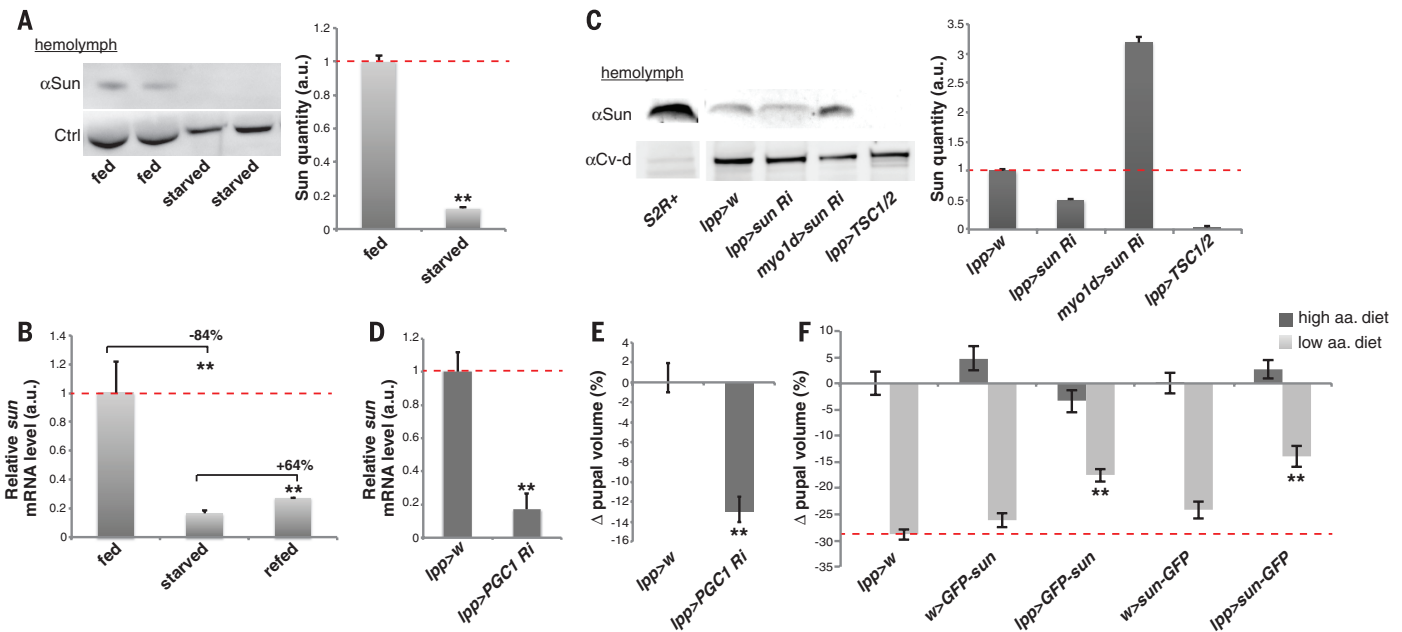 A
hemolymph
αSun
Ctrl
fed
fed
starved
starved
Sun quantity (a.u.)
1.2
1
0.8
0.6
0.4
0.2
0
**
fed
starved
C
hemolymph
αSun
αCv-d
S2R+
lpp>w
lpp>sun Ri
myo1d>sun Ri
lpp>TSC1/2
Sun quantity (a.u.)
3.5
3
2.5
2
1.5
1
0.5
0
lpp>w
lpp>sun Ri
myo1d>sun Ri
lpp>TSC1/2
B
Relative sun
mRNA level (a.u.)
1.4
1.2
1
0.8
0.6
0.4
0.2
0
-84%
**
+64%
**
fed
starved
refed
D
Relative sun
mRNA level (a.u.)
1.2
1
0.8
0.6
0.4
0.2
0
**
lpp>w
lpp>PGC1 Ri
E
Δ pupal volume (%)
4
2
0
-2
-4
-6
-8
-10
-12
-14
-16
**
lpp>w
lpp>PGC1 Ri
F
high aa. diet
low aa. diet
Δ pupal volume (%)
10
5
0
-5
-10
-15
-20
-25
-30
-35
**
**
lpp>w
w>GFP-sun
lpp>GFP-sun
w>sun-GFP
lpp>sun-GFP